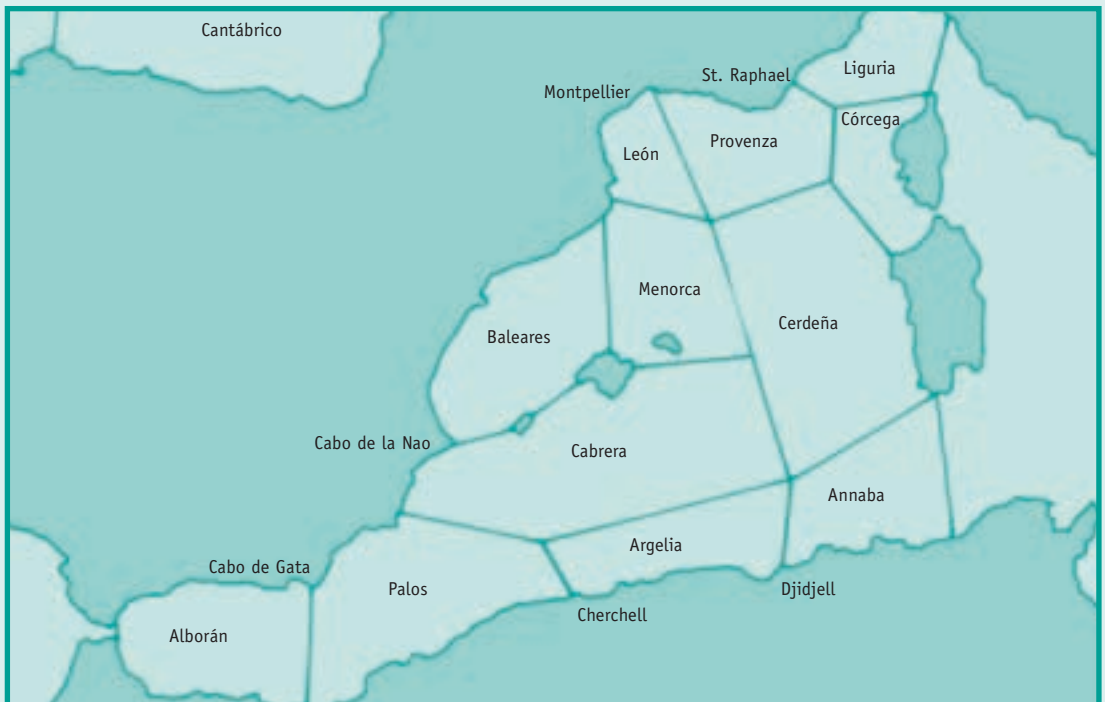 Cantábrico
Liguria
St. Raphael
Montpellier
Córcega
Provenza
León
Menorca
Cerdeña
Baleares
Cabo de la Nao
Cabrera
Annaba
Argelia
Cabo de Gata
Palos
Djidjell
Cherchell
Alborán